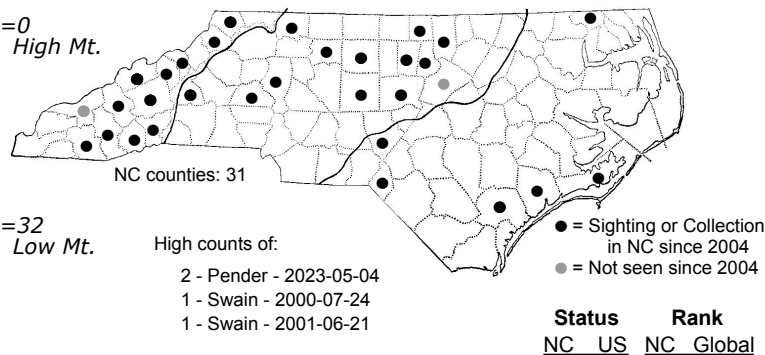 =0
High Mt.
NC counties: 31
=32
Low Mt.
High counts of:
2 - Pender - 2023-05-04
1 - Swain - 2000-07-24
1 - Swain - 2001-06-21
= Sighting or Collection
in NC since 2004
= Not seen since 2004
Status Rank
NC US NC Global